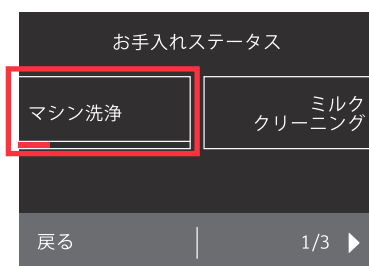 お手入れステータス
マシン洗浄
ミルク
クリーニング
戻る
1/3